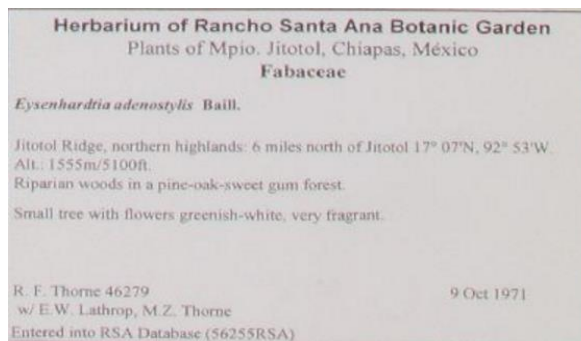 Herbarium of Rancho Santa Ana Botanic Garden
Plants of Mpio. Jitotol, Chiapas, México
Fabaceae
Eysenhardtia adenostylis Baill.
Jitotol Ridge, northern highlands: 6 miles north of Jitotol 17° 07'N, 92° 53'W.
Alt.: 1555m/5100ft.
Riparian woods in a pine-oak-sweet gum forest.
Small tree with flowers greenish-white, very fragrant.
R. F. Thorne 46279 9 Oct 1971
w/ E.W. Lathrop, M.Z. Thorne
Entered into RSA Database (56255RSA)